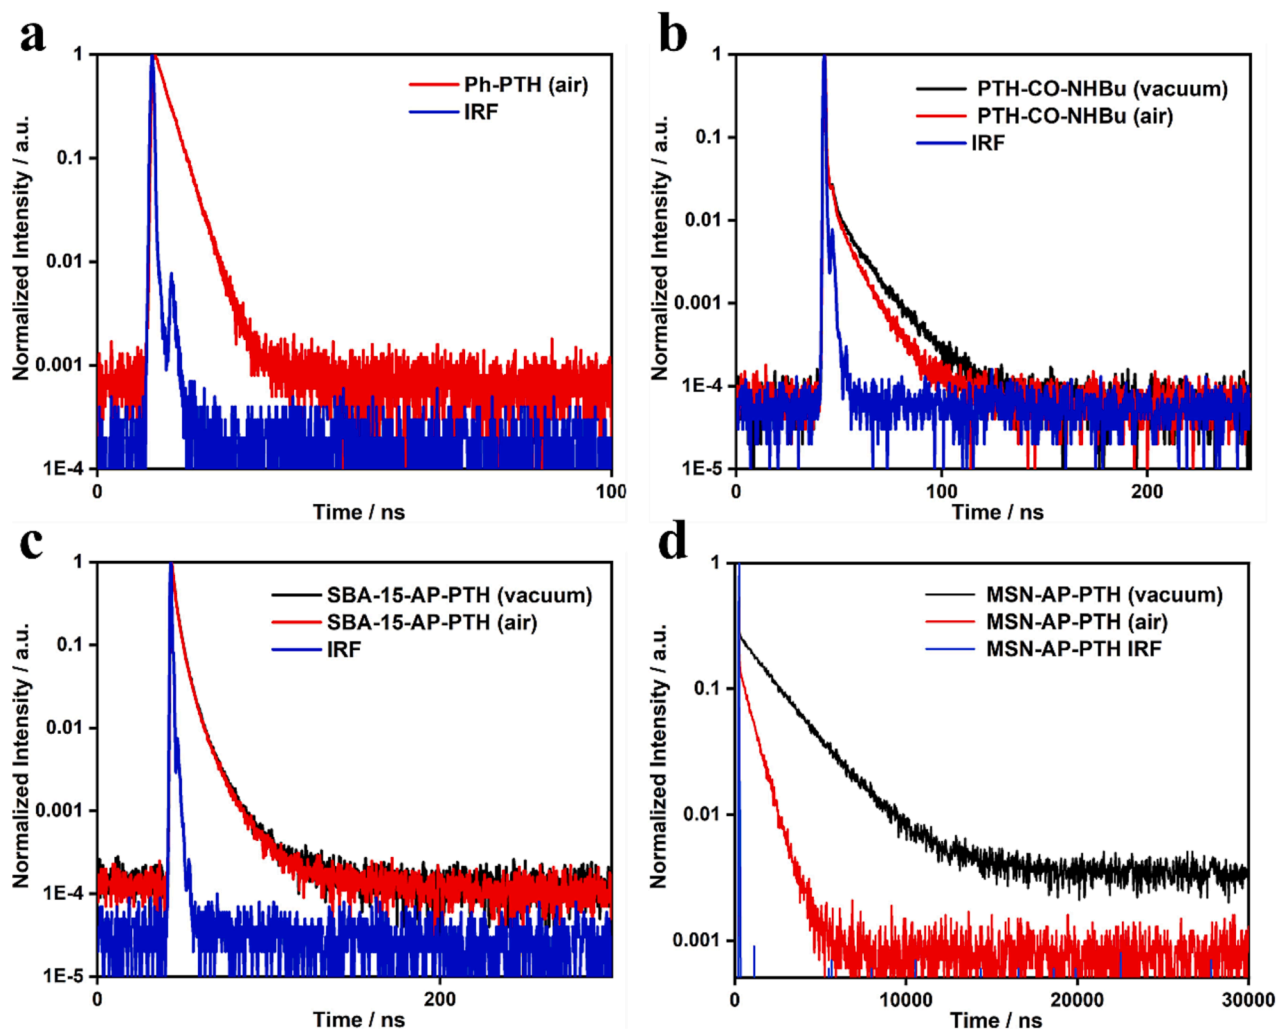 a
Normalized Intensity / a.u.
1
0.1
0.01
0.001
1E-4
Ph-PTH (air)
IRF
0
100
Time / ns
b
Normalized Intensity / a.u.
1
0.1
0.01
0.001
1E-4
1E-5
PTH-CO-NHBu (vacuum)
PTH-CO-NHBu (air)
IRF
0
100
200
Time / ns
c
Normalized Intensity / a.u.
1
0.1
0.01
0.001
1E-4
1E-5
SBA-15-AP-PTH (vacuum)
SBA-15-AP-PTH (air)
IRF
0
200
Time / ns
d
Normalized Intensity / a.u.
1
0.1
0.01
0.001
MSN-AP-PTH (vacuum)
MSN-AP-PTH (air)
MSN-AP-PTH IRF
0
10000
20000
30000
Time / ns